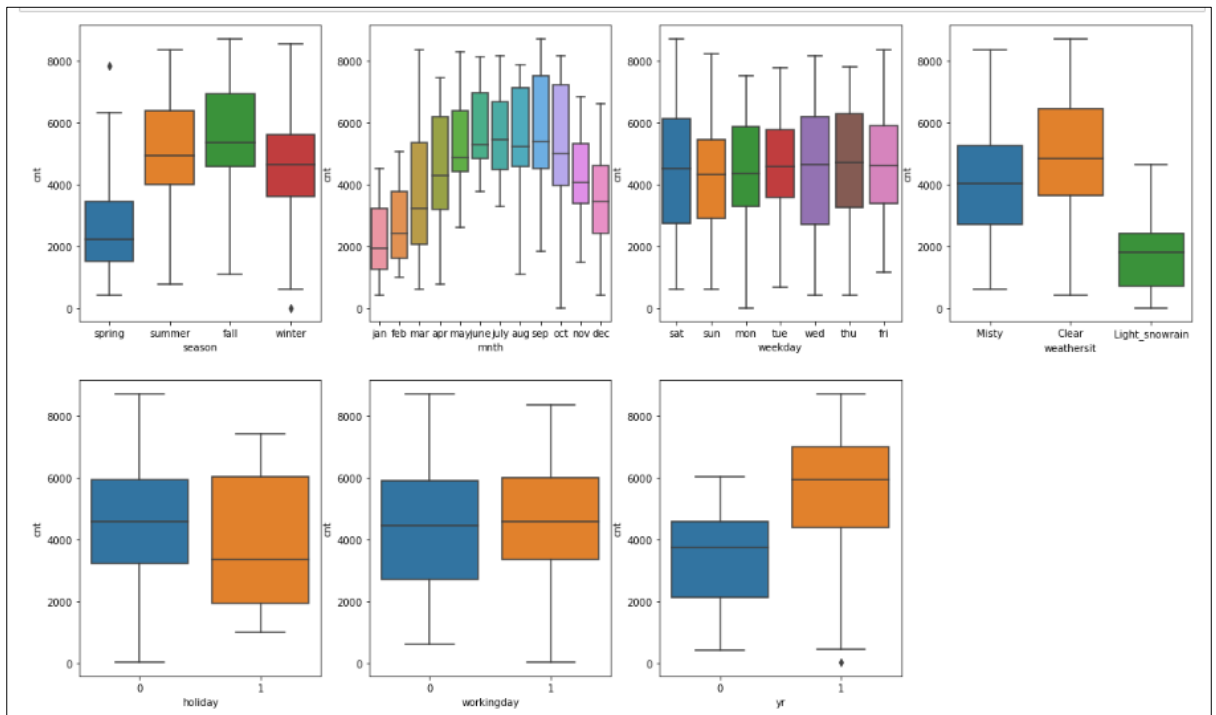 8000
6000
4000
2000
0
cnt
spring summer fall winter
season
8000
6000
4000
2000
0
cnt
jan feb mar apr may june july aug sep oct nov dec
mnth
8000
6000
4000
2000
0
cnt
sat sun mon tue wed thu fri
weekday
8000
6000
4000
2000
0
cnt
Misty Clear Light_snowrain
weathersit
8000
6000
4000
2000
0
cnt
0 1
holiday
8000
6000
4000
2000
0
cnt
0 1
workingday
8000
6000
4000
2000
0
cnt
0 1
yr